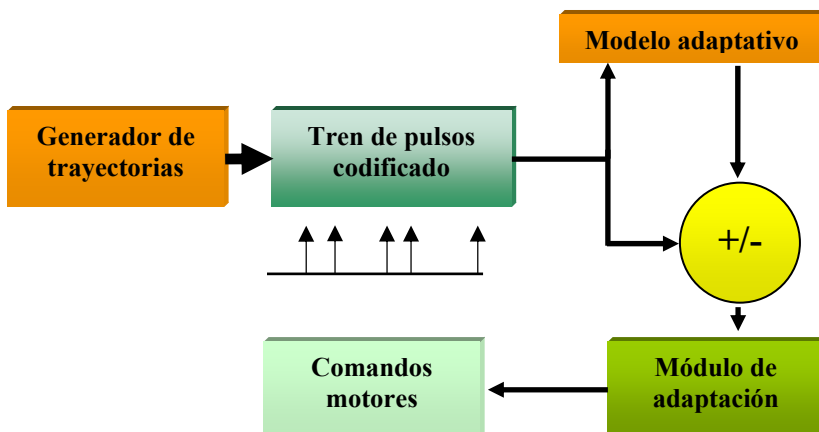 Modelo adaptativo
Generador de
trayectorias
Tren de pulsos
codificado
+/-
Comandos
motores
Módulo de
adaptación